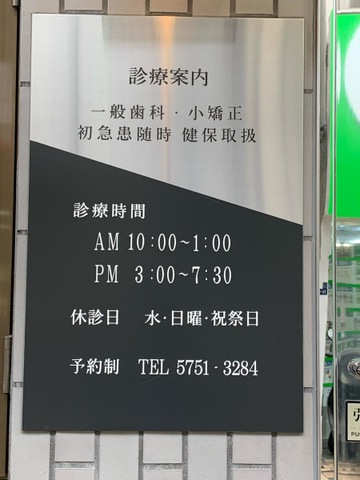 診療案内
一般歯科・小矯正
初急患随時 健保取扱
診療時間
AM 10:00~1:00
PM 3:00~7:30
休診日 水・日曜・祝祭日
予約制 TEL 5751-3284